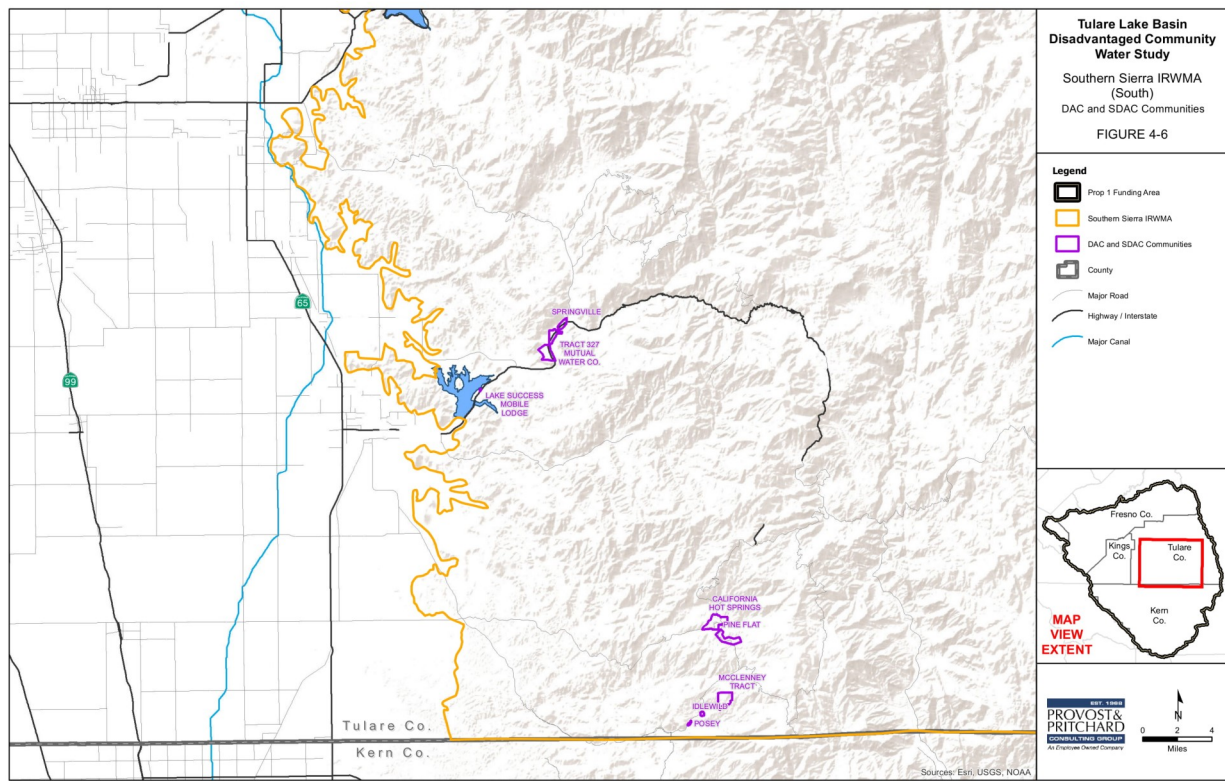 Tulare Lake Basin
Disadvantaged Community
Water Study
Southern Sierra IRWMA
(South)
DAC and SDAC Communities
FIGURE 4-6
Legend
Prop 1 Funding Area
Southern Sierra IRWMA
DAC and SDAC Communities
County
Major Road
Highway / Interstate
Major Canal
65
99
SPRINGVILLE
TRACT 327
MUTUAL
WATER CO.
LAKE SUCCESS
MOBILE
LODGE
CALIFORNIA
HOT SPRINGS
PINE FLAT
MCCLENNEY
TRACT
IDLEWILD
POSEY
Tulare Co.
Kern Co.
Sources: Esri, USGS, NOAA
Fresno Co.
Kings
Co.
Tulare
Co.
Kern
Co.
MAP
VIEW
EXTENT
EST. 1968
PROVOST&
PRITCHARD
CONSULTING GROUP
An Employee Owned Company
N
0 2 4
Miles